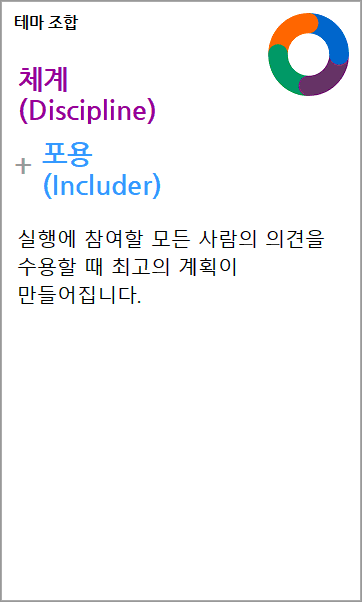 테마 조합
체계
(Discipline)
+ 포용
(Includer)
실행에 참여할 모든 사람의 의견을
수용할 때 최고의 계획이
만들어집니다.